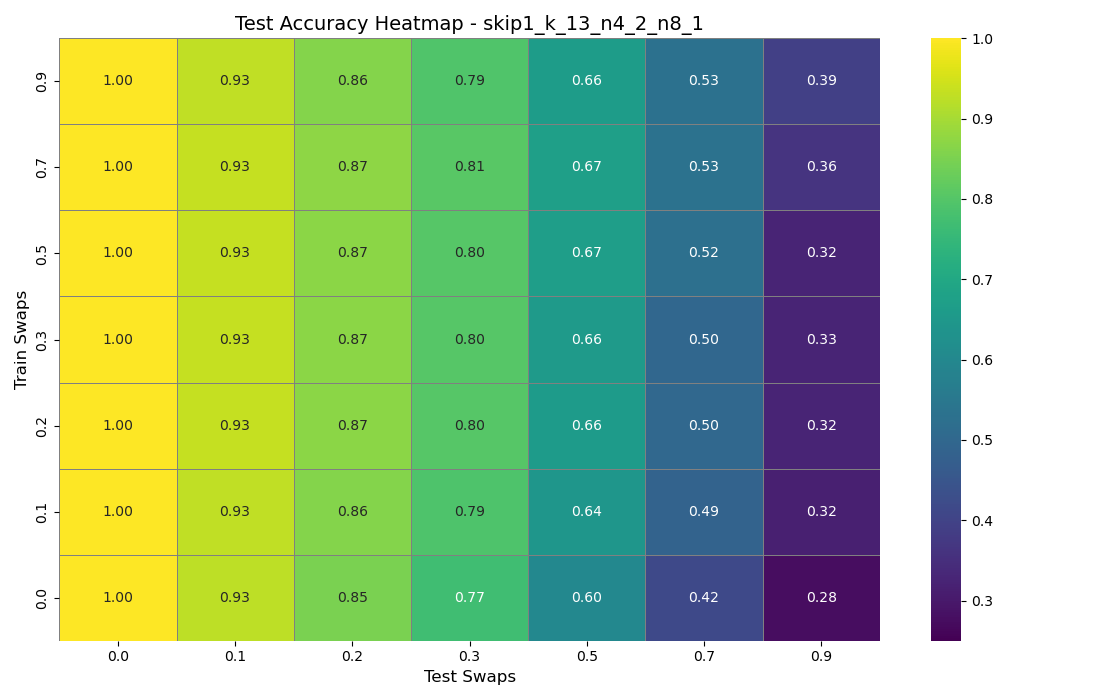 Test Accuracy Heatmap - skip1_k_13_n4_2_n8_1
Train Swaps
0.9 1.00 0.93 0.86 0.79 0.66 0.53 0.39
0.7 1.00 0.93 0.87 0.81 0.67 0.53 0.36
0.5 1.00 0.93 0.87 0.80 0.67 0.52 0.32
0.3 1.00 0.93 0.87 0.80 0.66 0.50 0.33
0.2 1.00 0.93 0.87 0.80 0.66 0.50 0.32
0.1 1.00 0.93 0.86 0.79 0.64 0.49 0.32
0.0 1.00 0.93 0.85 0.77 0.60 0.42 0.28
0.0 0.1 0.2 0.3 0.5 0.7 0.9
Test Swaps
1.0
0.9
0.8
0.7
0.6
0.5
0.4
0.3